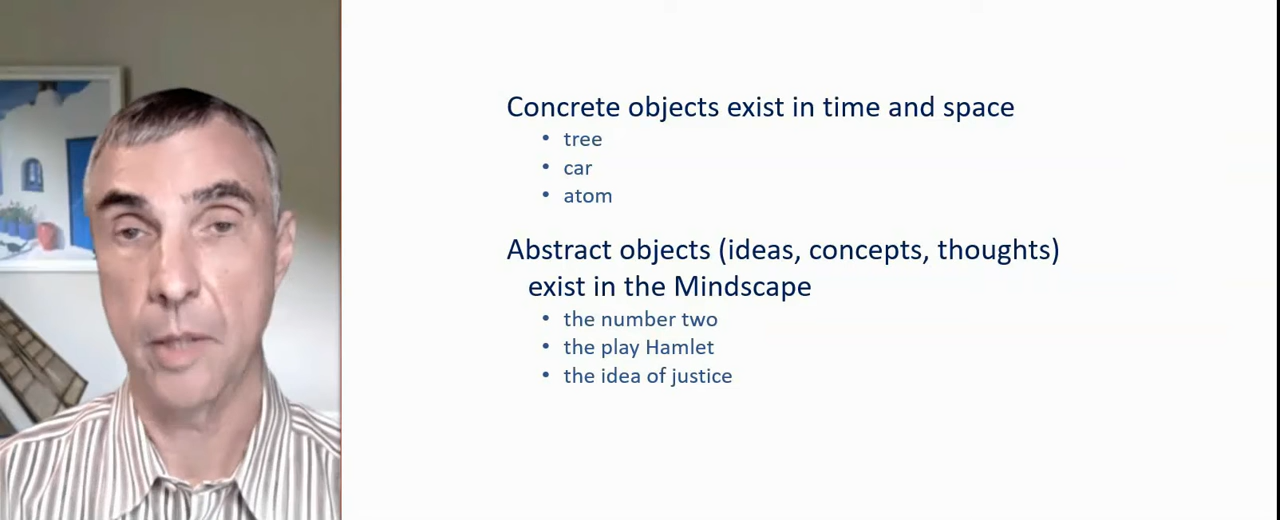 Concrete objects exist in time and space
• tree
• car
• atom
Abstract objects (ideas, concepts, thoughts)
exist in the Mindscape
• the number two
• the play Hamlet
• the idea of justice